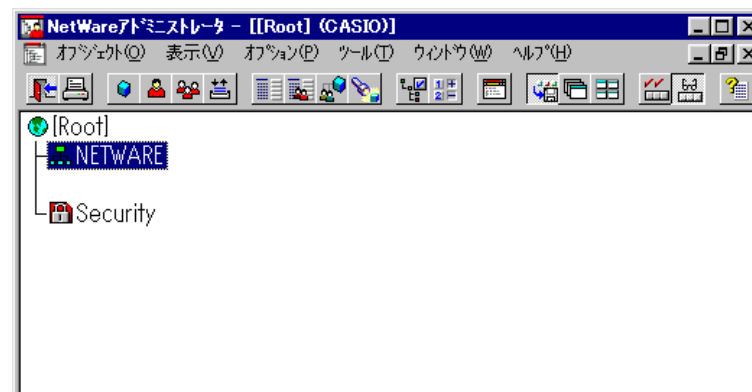 NetWareアドミニストレータ - [[Root] (CASIO)]
オブジェクト(O) 表示(V) オプション(P) ツール(T) ウィンドウ(W) ヘルプ(H)
[Root]
NETWARE
Security